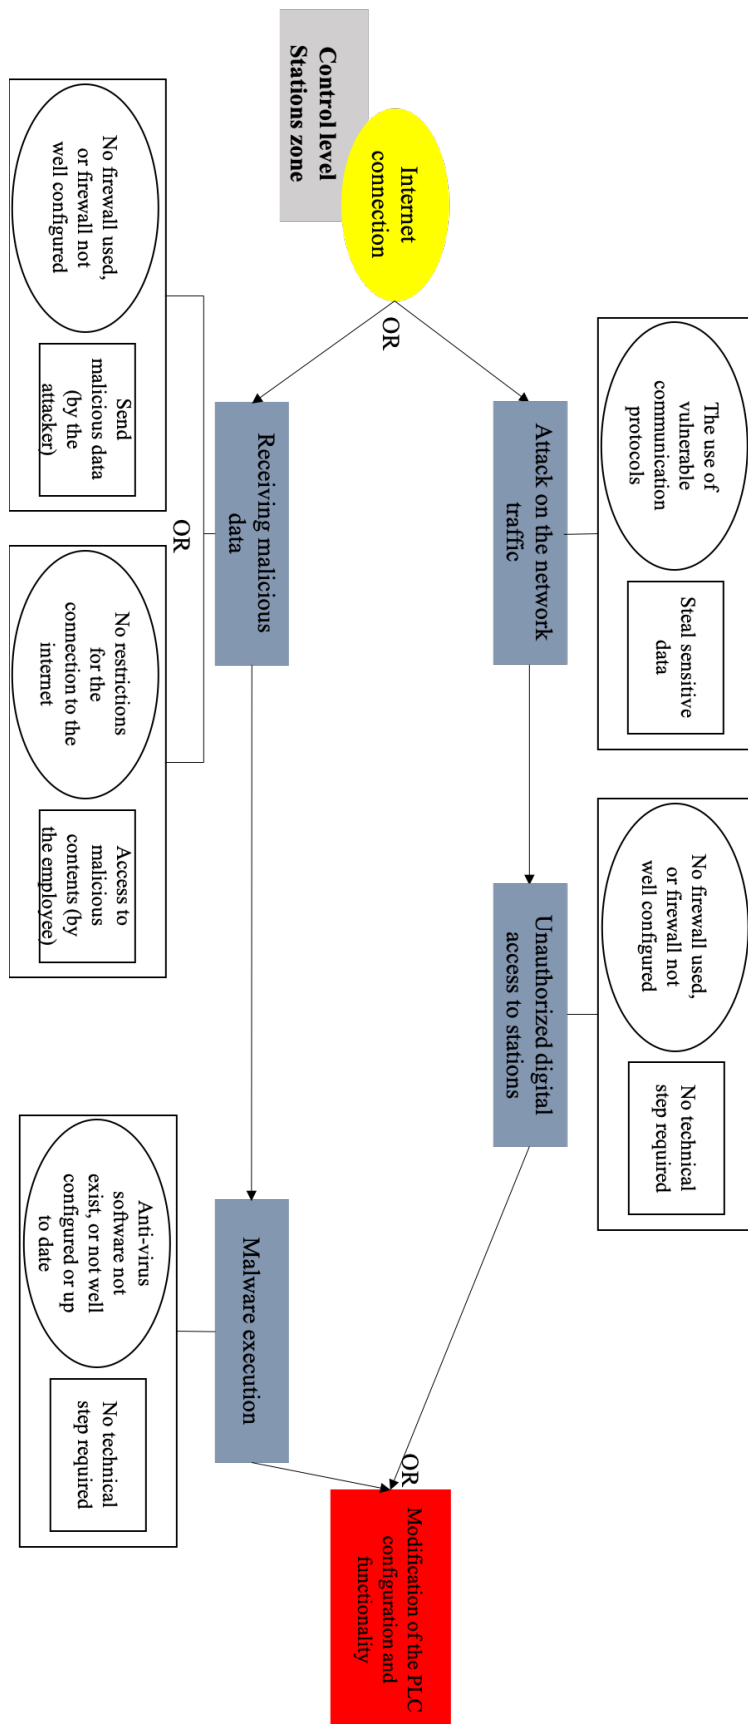 The use of
vulnerable
communication
protocols
Steal sensitive
data
No firewall used,
or firewall not
well configured
No technical
step required
Attack on the network
traffic
Unauthorized digital
access to stations
Internet
connection
OR
Control level
Stations zone
OR
Modification of the PLC
configuration and
functionality
Receiving malicious
data
Malware execution
OR
No firewall used,
or firewall not
well configured
Send
malicious data
(by the
attacker)
No restrictions
for the
connection to the
internet
Access to
malicious
contents (by
the employee)
Anti-virus
software not
exist, or not well
configured or up
to date
No technical
step required